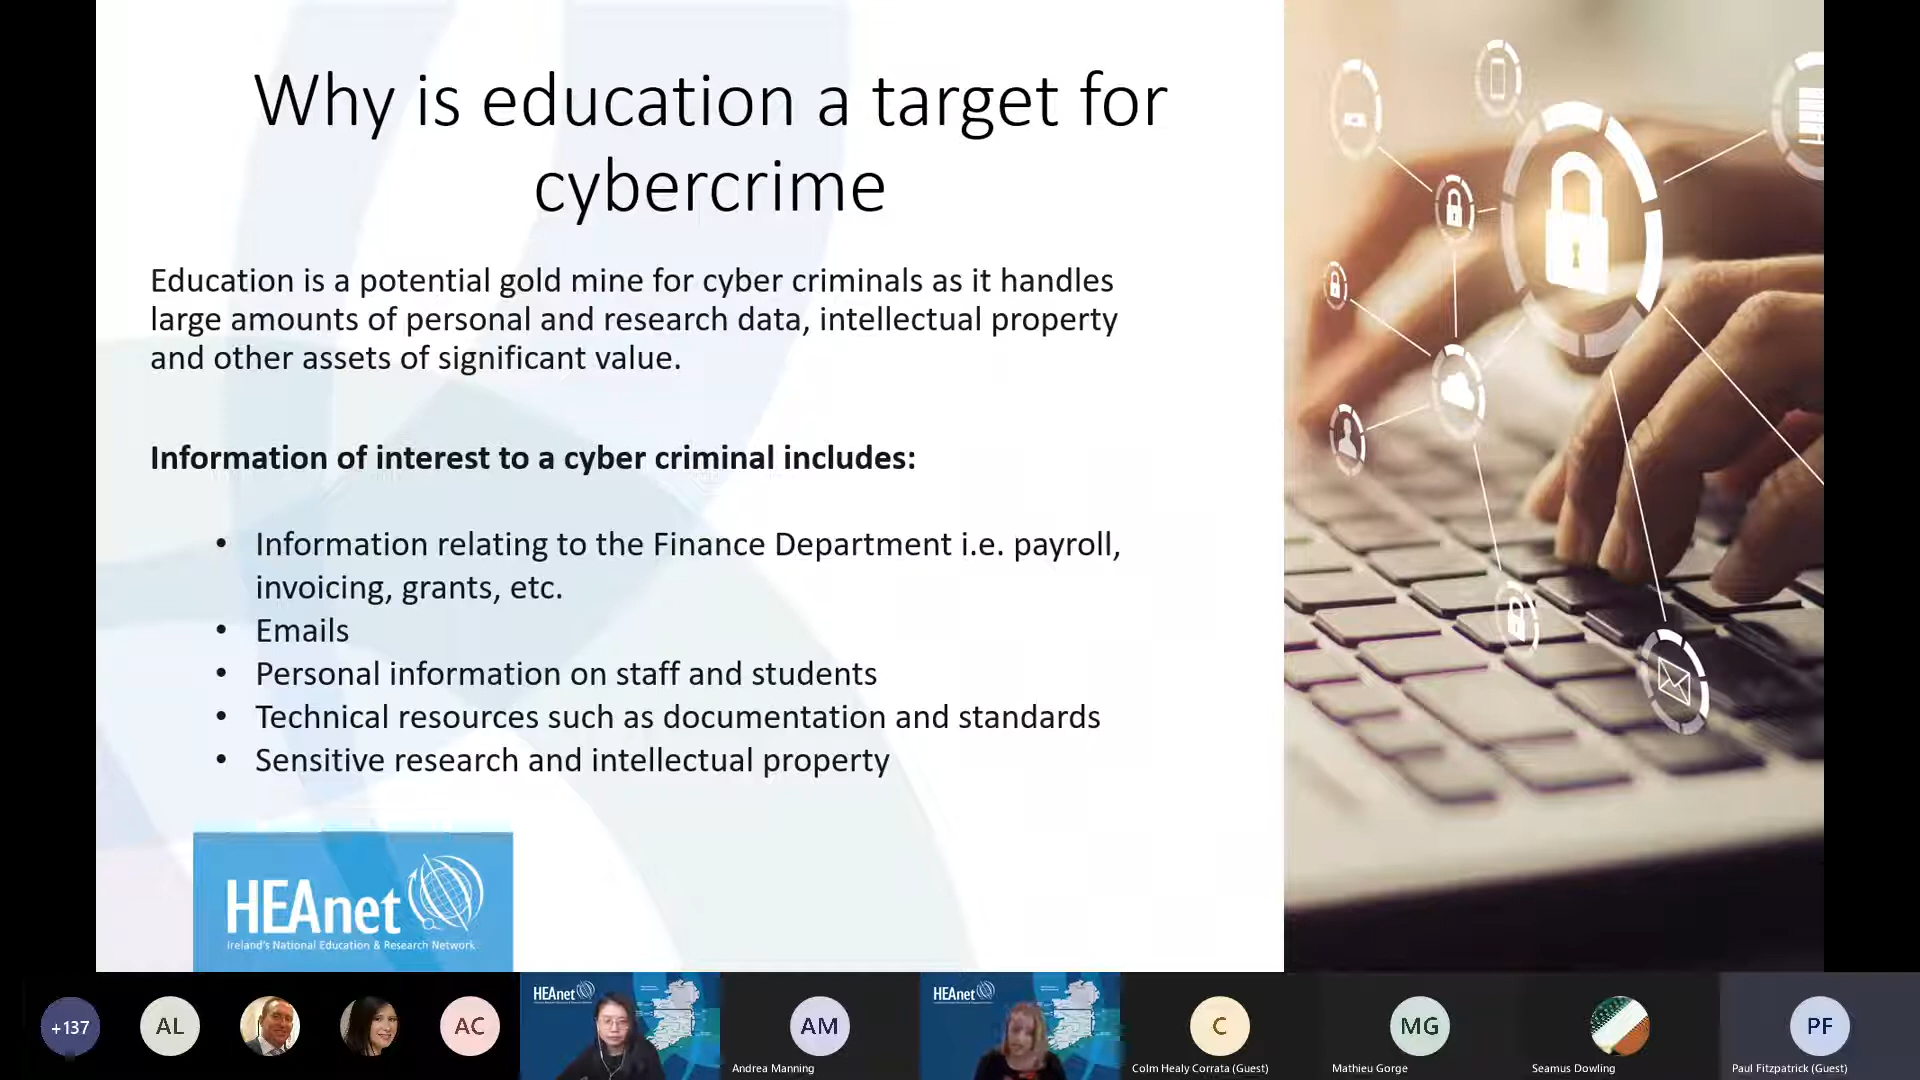 Why is education a target for
cybercrime
Education is a potential gold mine for cyber criminals as it handles
large amounts of personal and research data, intellectual property
and other assets of significant value.
Information of interest to a cyber criminal includes:
• Information relating to the Finance Department i.e. payroll,
invoicing, grants, etc.
• Emails
• Personal information on staff and students
• Technical resources such as documentation and standards
• Sensitive research and intellectual property
HEAnet
Ireland's National Education & Research Network
+137
AL
AC
HEAnet
AM
Andrea Manning
HEAnet
C
Colm Healy Corrata (Guest)
MG
Mathieu Gorge
Seamus Dowling
PF
Paul Fitzpatrick (Guest)